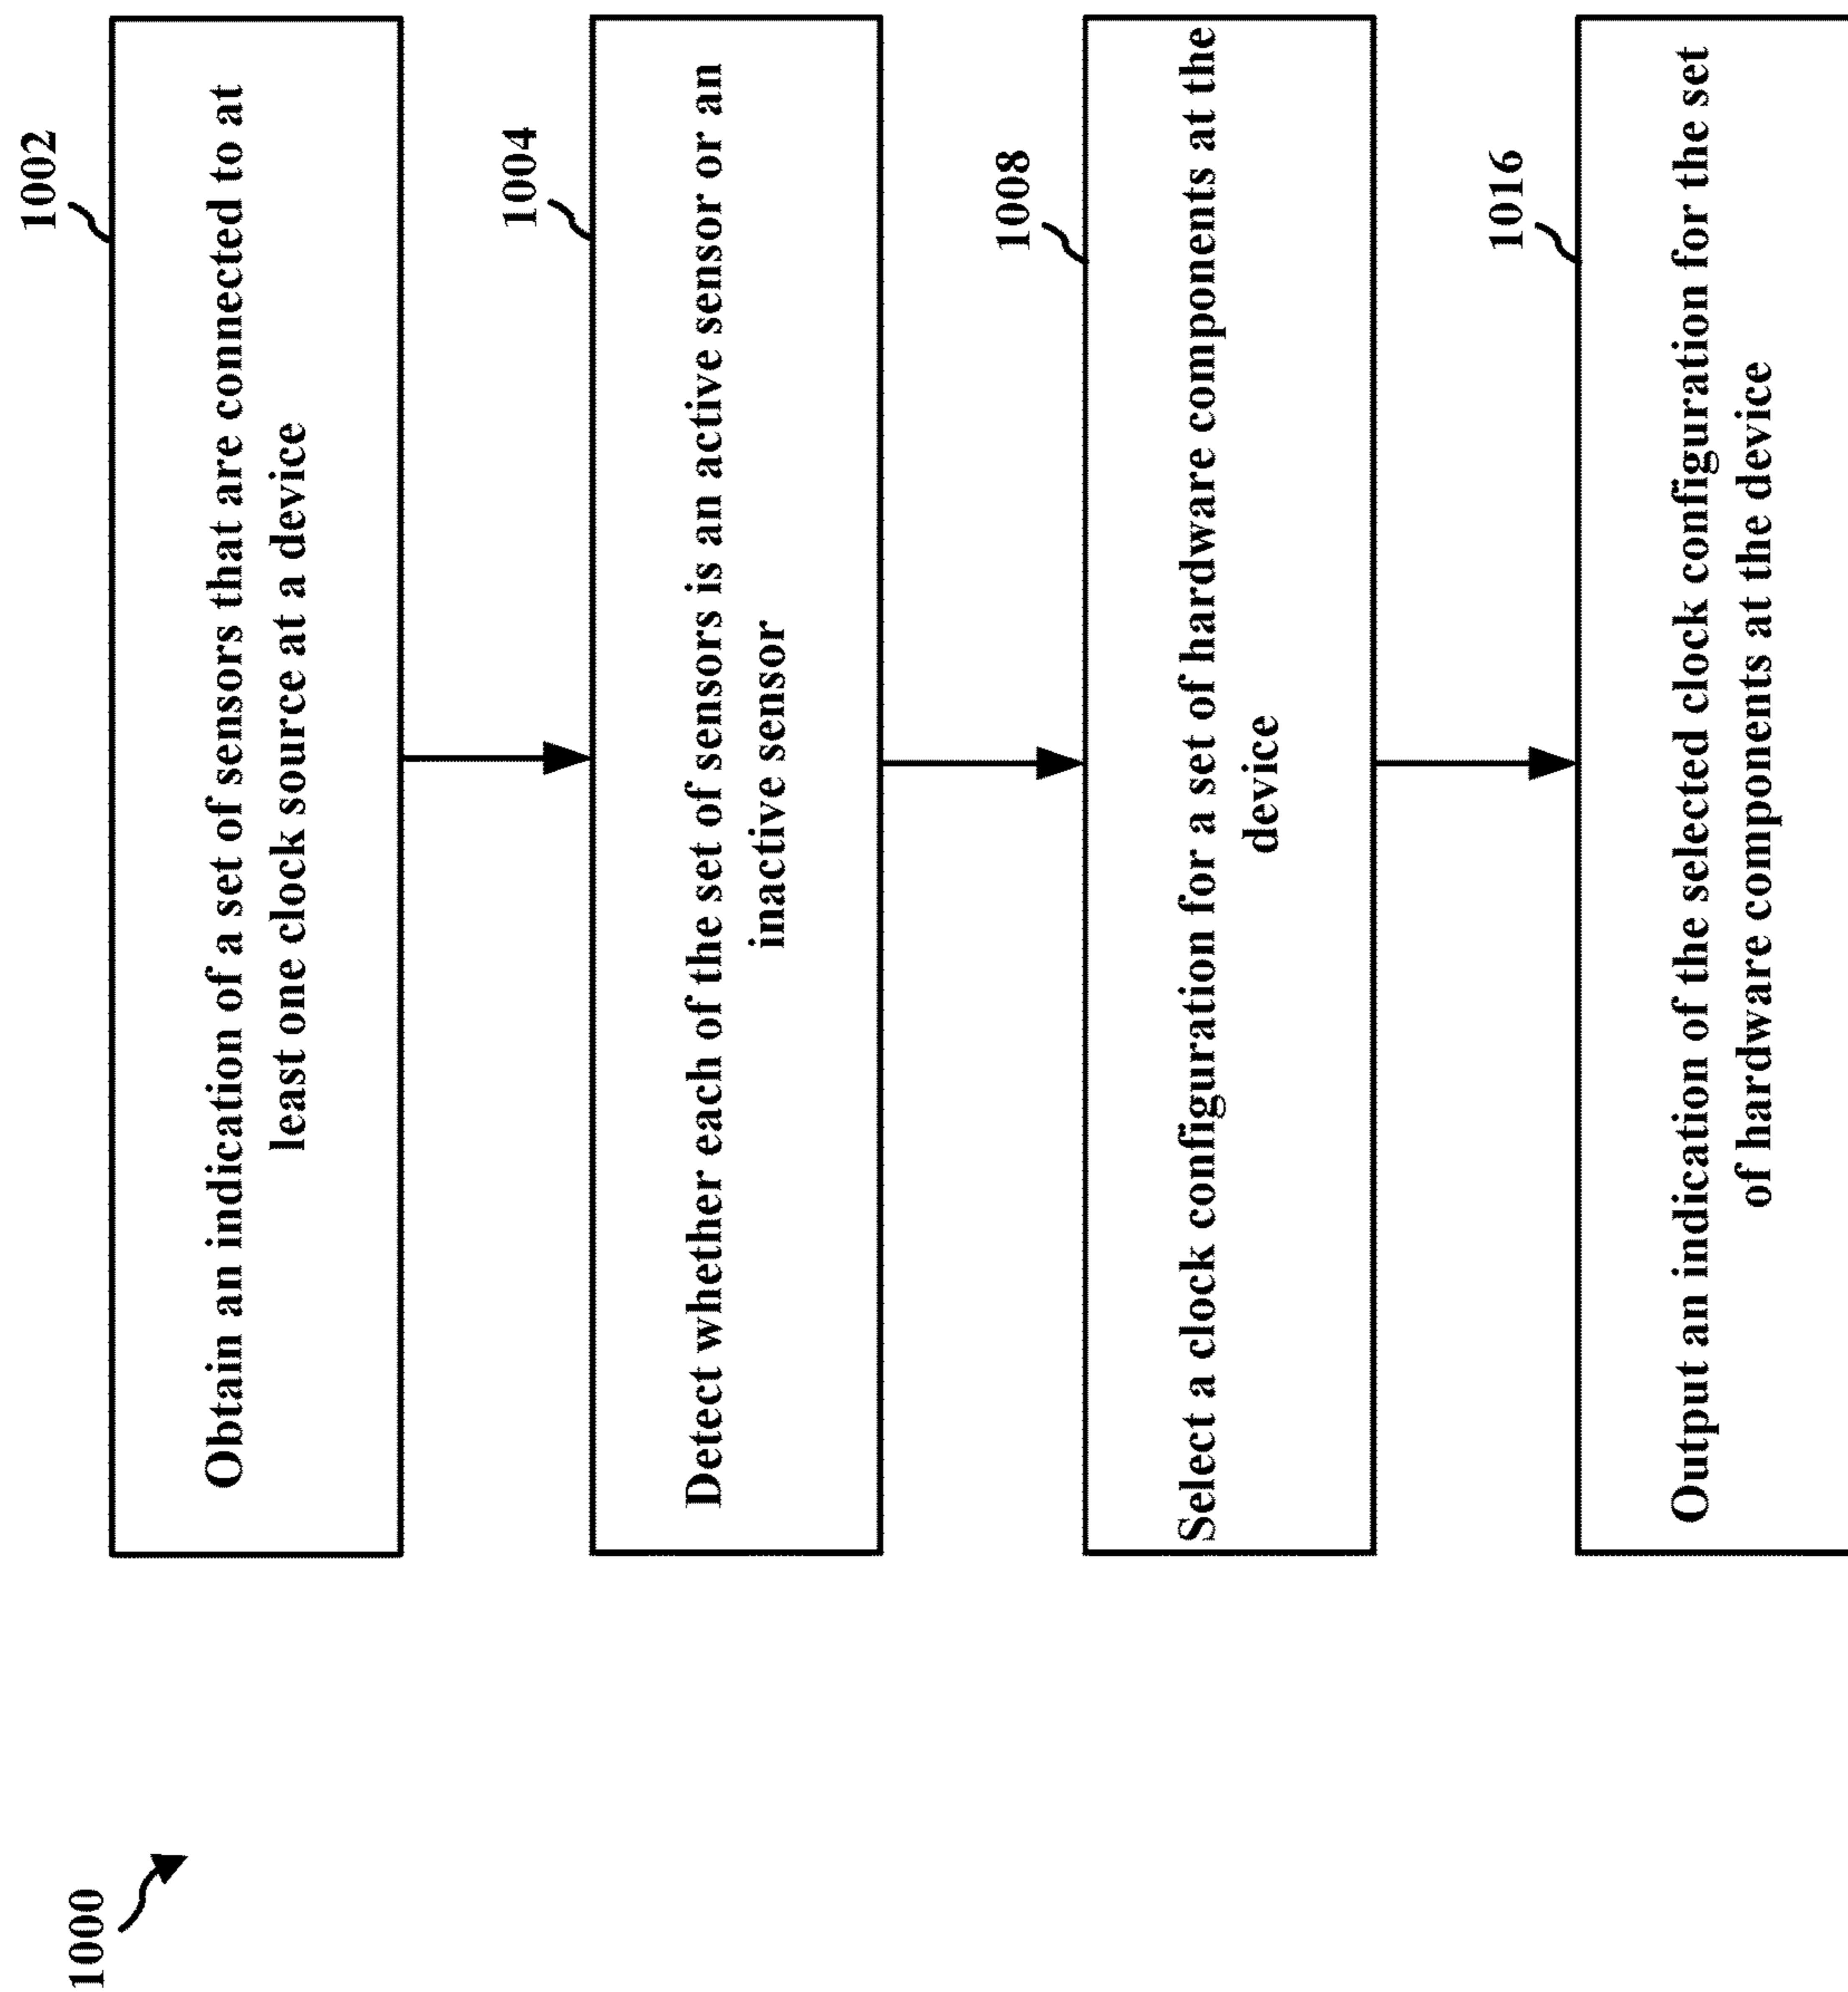 1000
1002
Obtain an indication of a set of sensors that are connected to at
least one clock source at a device
1004
Detect whether each of the set of sensors is an active sensor or an
inactive sensor
1008
Select a clock configuration for a set of hardware components at the
device
1016
Output an indication of the selected clock configuration for the set
of hardware components at the device